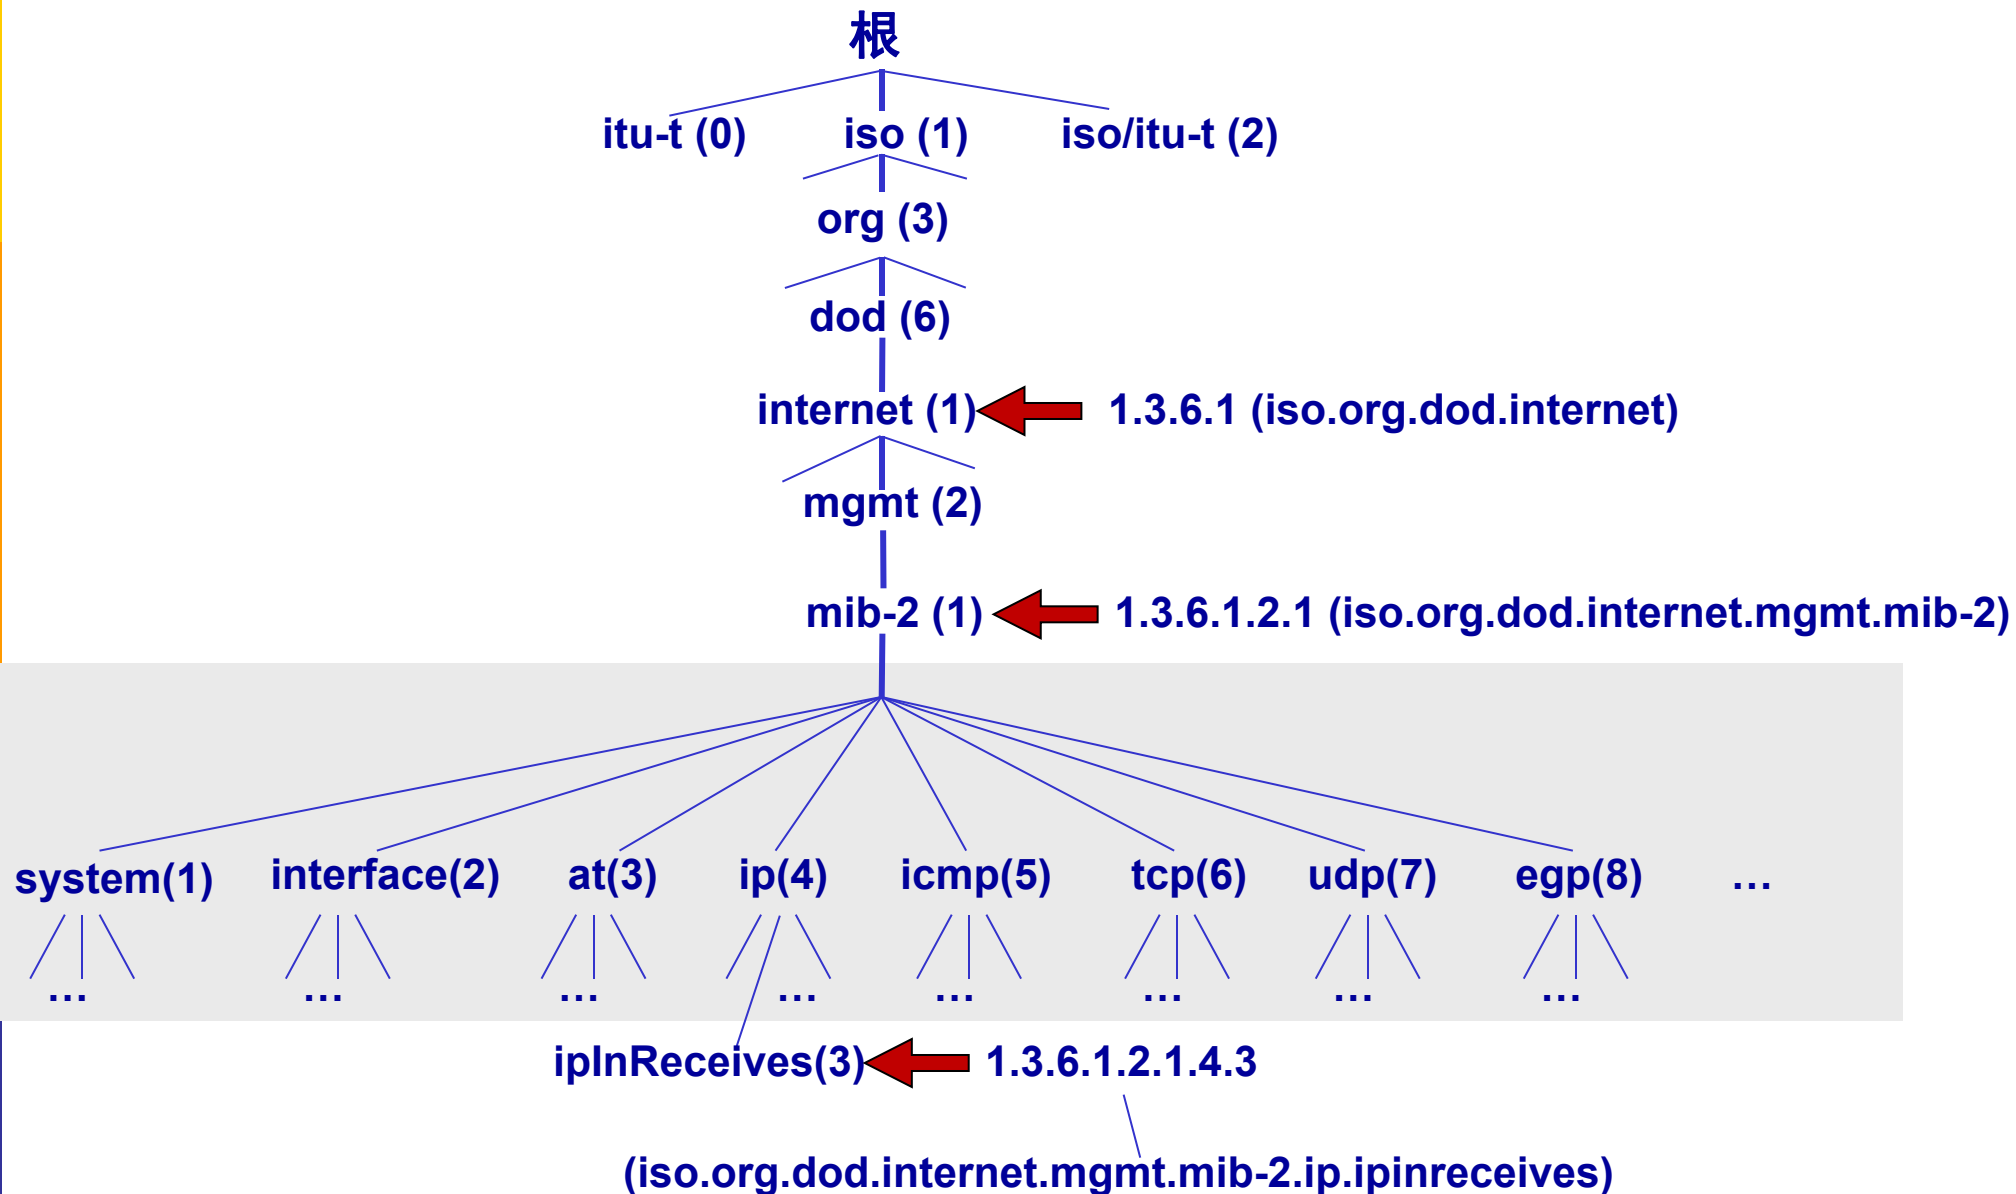 根
itu-t (0) iso (1) iso/itu-t (2)
org (3)
dod (6)
internet (1) 1.3.6.1 (iso.org.dod.internet)
mgmt (2)
mib-2 (1) 1.3.6.1.2.1 (iso.org.dod.internet.mgmt.mib-2)
system(1) interface(2) at(3) ip(4) icmp(5) tcp(6) udp(7) egp(8) …
… … … … … … … …
ipInReceives(3) 1.3.6.1.2.1.4.3
(iso.org.dod.internet.mgmt.mib-2.ip.ipinreceives)